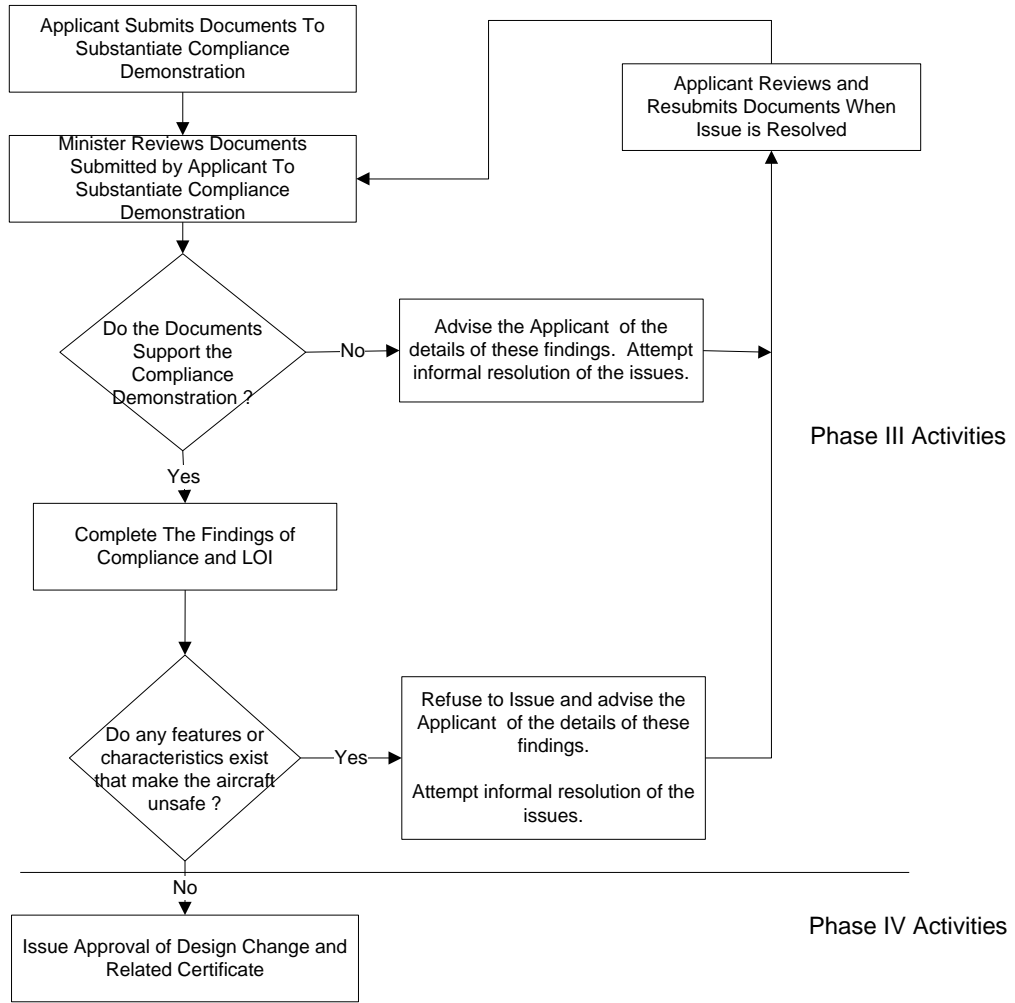 Applicant Submits Documents To
Substantiate Compliance
Demonstration
Applicant Reviews and
Resubmits Documents When
Issue is Resolved
Minister Reviews Documents
Submitted by Applicant To
Substantiate Compliance
Demonstration
Do the Documents
Support the
Compliance
Demonstration ?
No
Advise the Applicant of the
details of these findings. Attempt
informal resolution of the issues.
Phase III Activities
Yes
Complete The Findings of
Compliance and LOI
Do any features or
characteristics exist
that make the aircraft
unsafe ?
Yes
Refuse to Issue and advise the
Applicant of the details of these
findings.
Attempt informal resolution of the
issues.
No
Issue Approval of Design Change and
Related Certificate
Phase IV Activities